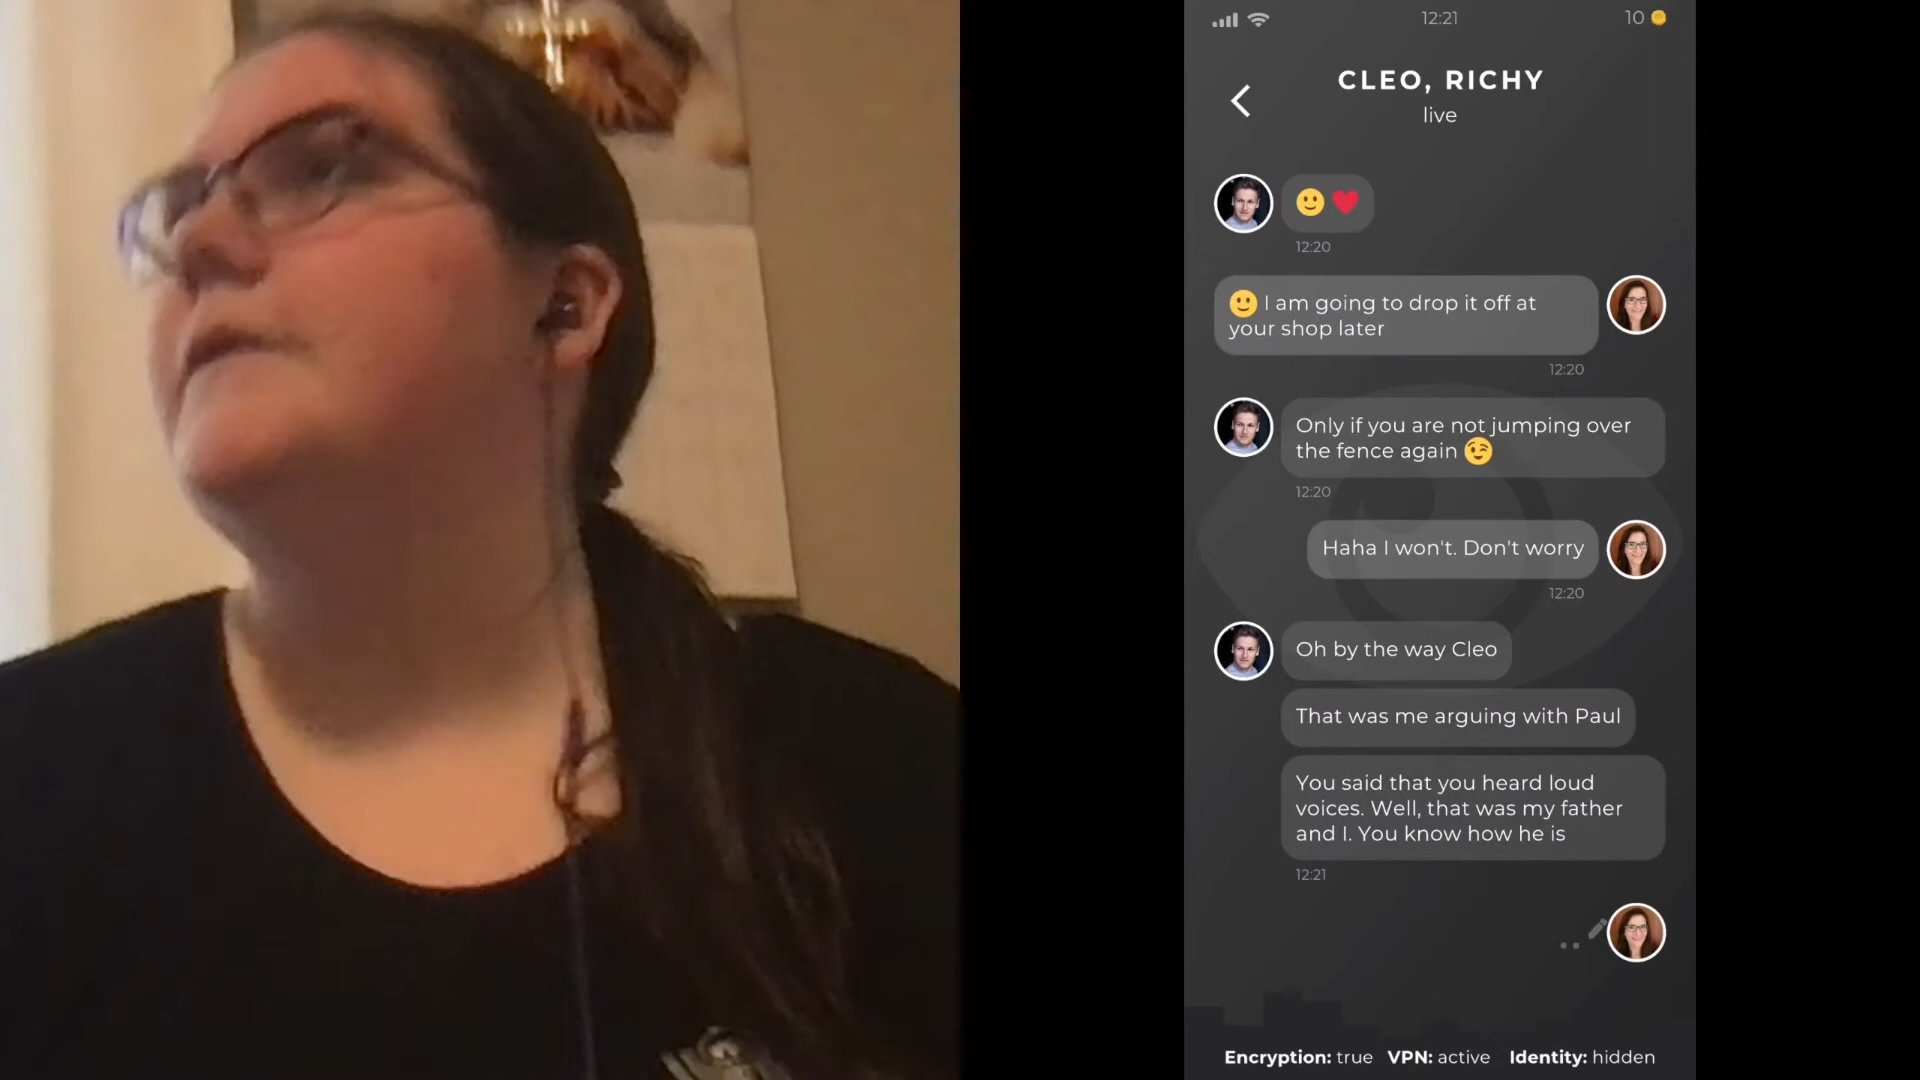 12:21
10
CLEO, RICHY
live
🙂 ❤️
12:20
🙂 I am going to drop it off at
your shop later
12:20
Only if you are not jumping over
the fence again 😉
12:20
Haha I won't. Don't worry
12:20
Oh by the way Cleo
That was me arguing with Paul
You said that you heard loud
voices. Well, that was my father
and I. You know how he is
12:21
Encryption: true VPN: active Identity: hidden